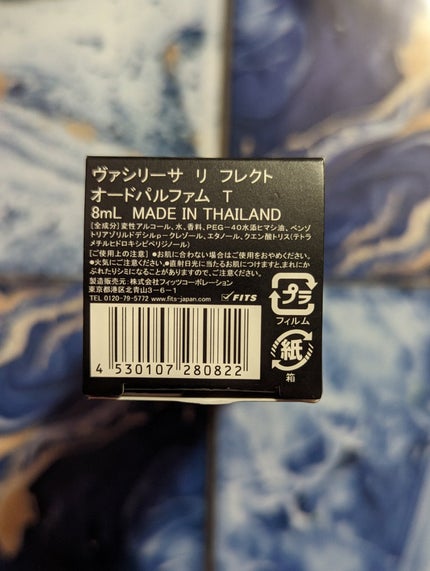 ヴァシリーサ リ フレクト
オードパルファム T
8mL MADE IN THAILAND
[全成分]変性アルコール、水、香料、PEG-40水添ヒマシ油、ベンゾ
トリアゾリルドデシルp-クレゾール、エタノール、クエン酸トリス(テトラ
メチルヒドロキシピペリジノール)
[ご使用上の注意] ●お肌に合わない場合はご使用をおやめください。
●火気にご注意ください。●直射日光に当たるお肌につけますと、まれにか
ぶれたりシミになることがありますので、ご注意ください。
製造販売元:株式会社フィッツコーポレーション
東京都港区北青山3-6-1
TEL 0120-79-5772 www.fits-japan.com
FITS
4 530107 280822
プラ
フィルム
紙
箱